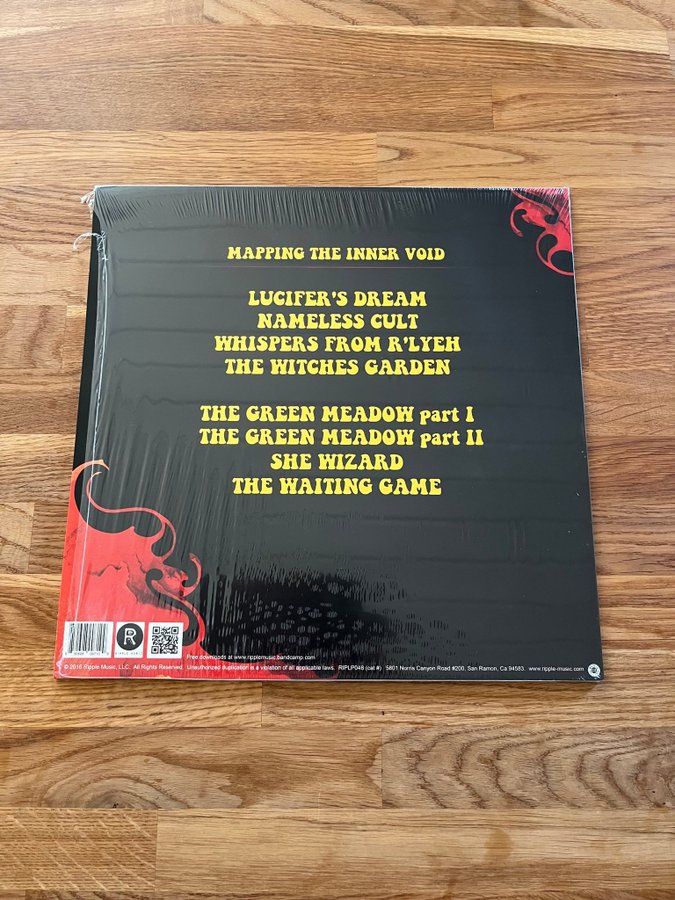 MAPPING THE INNER VOID
LUCIFER'S DREAM
NAMELESS CULT
WHISPERS FROM R'LYEH
THE WITCHES GARDEN
THE GREEN MEADOW part I
THE GREEN MEADOW part II
SHE WIZARD
THE WAITING GAME
R
Free downloads at www.ripplemusic.bandcamp.com
© 2016 Ripple Music, LLC. All Rights Reserved. Unauthorized duplication is a violation of all applicable laws. RIPLP046 (cat #) 5801 Norris Canyon Road #200, San Ramon, Ca 94583. www.ripple-music.com